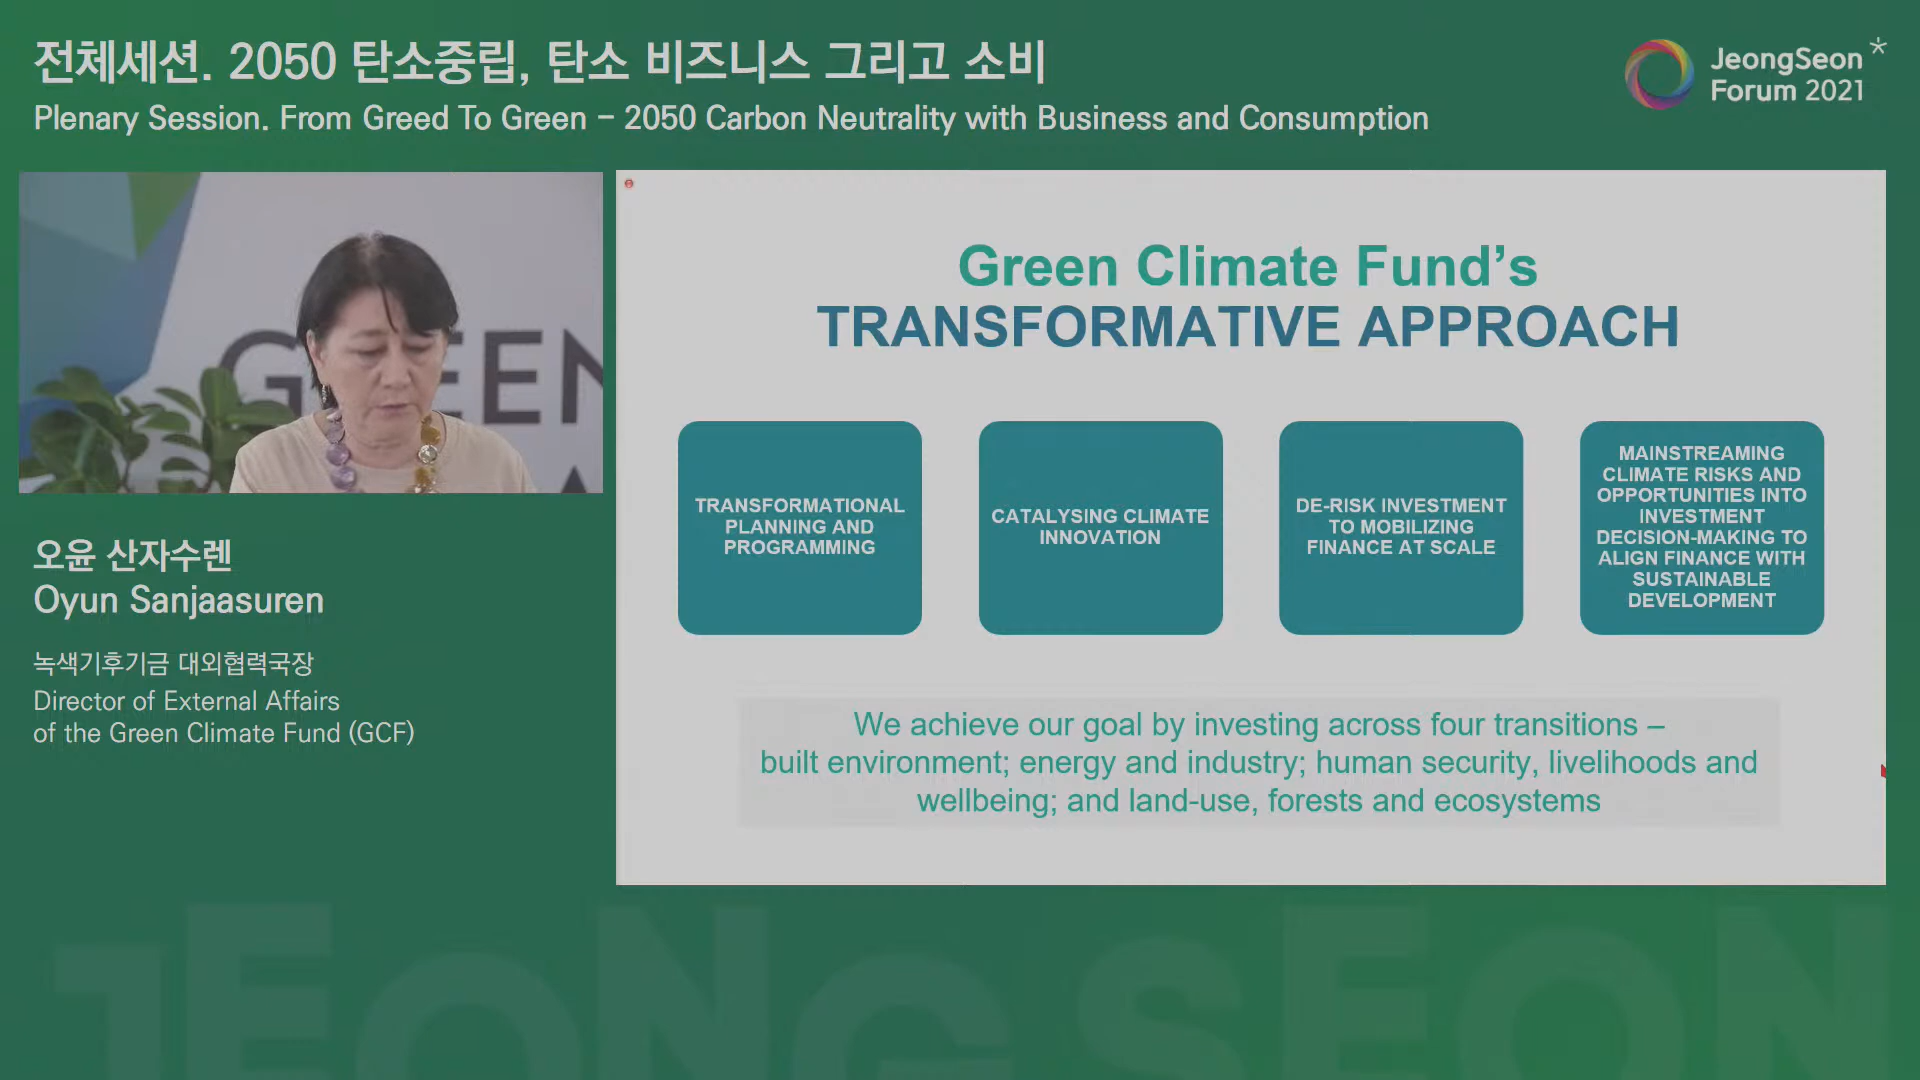 전체세션. 2050 탄소중립, 탄소 비즈니스 그리고 소비
Plenary Session. From Greed To Green – 2050 Carbon Neutrality with Business and Consumption
JeongSeon
Forum 2021
GREEN
오윤 산자수렌
Oyun Sanjaasuren
녹색기후기금 대외협력국장
Director of External Affairs
of the Green Climate Fund (GCF)
Green Climate Fund’s
TRANSFORMATIVE APPROACH
TRANSFORMATIONAL
PLANNING AND
PROGRAMMING
CATALYSING CLIMATE
INNOVATION
DE-RISK INVESTMENT
TO MOBILIZING
FINANCE AT SCALE
MAINSTREAMING
CLIMATE RISKS AND
OPPORTUNITIES INTO
INVESTMENT
DECISION-MAKING TO
ALIGN FINANCE WITH
SUSTAINABLE
DEVELOPMENT
We achieve our goal by investing across four transitions –
built environment; energy and industry; human security, livelihoods and
wellbeing; and land-use, forests and ecosystems
JEONGSEON